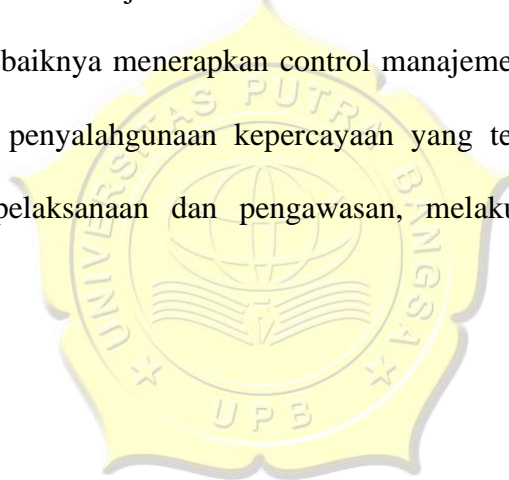 baiknya menerapkan control manajeme
penyalahgunaan kepercayaan yang te
pelaksanaan dan pengawasan, melaku
UNIVERSITAS PUTRA BANGSA
UPB